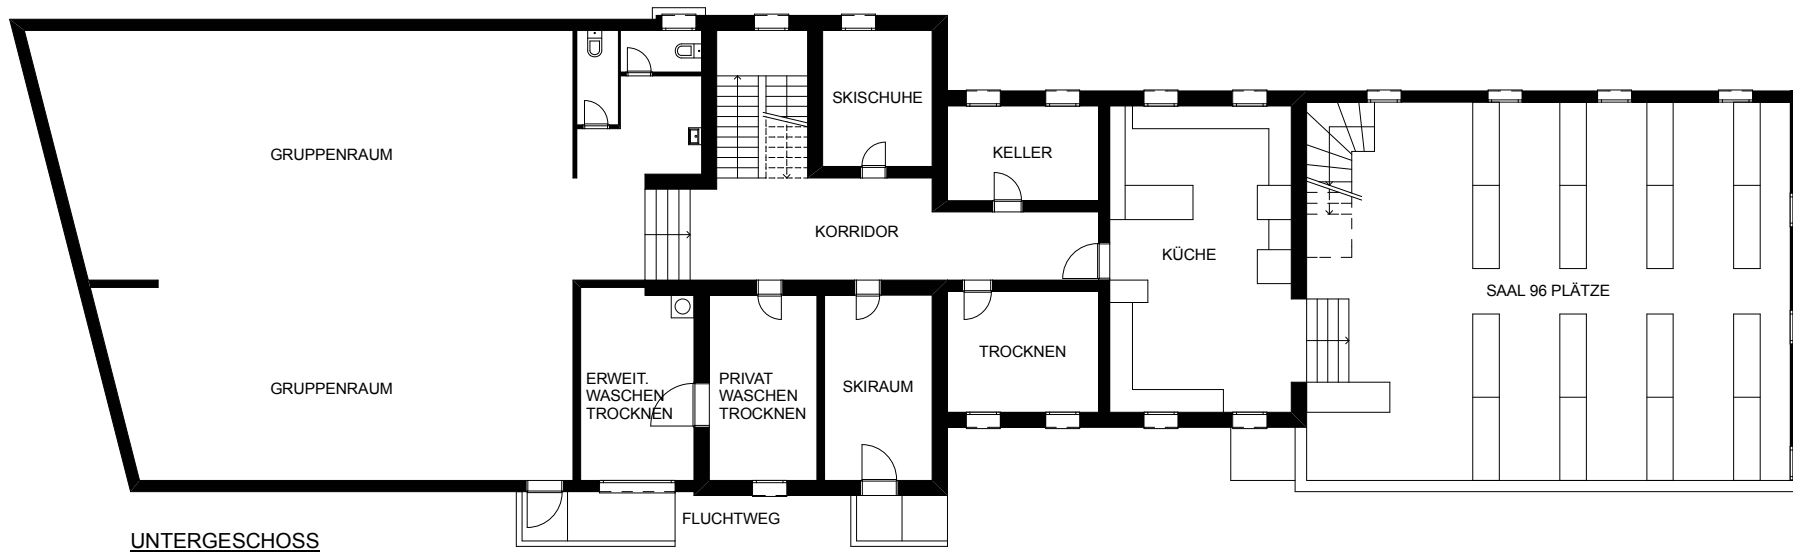 SKISCHUHE
GRUPPENRAUM
KELLER
KORRIDOR
KÜCHE
SAAL 96 PLÄTZE
TROCKNEN
GRUPPENRAUM
ERWEIT.
WASCHEN
TROCKNEN
PRIVAT
WASCHEN
TROCKNEN
SKIRAUM
FLUCHTWEG
UNTERGESCHOSS